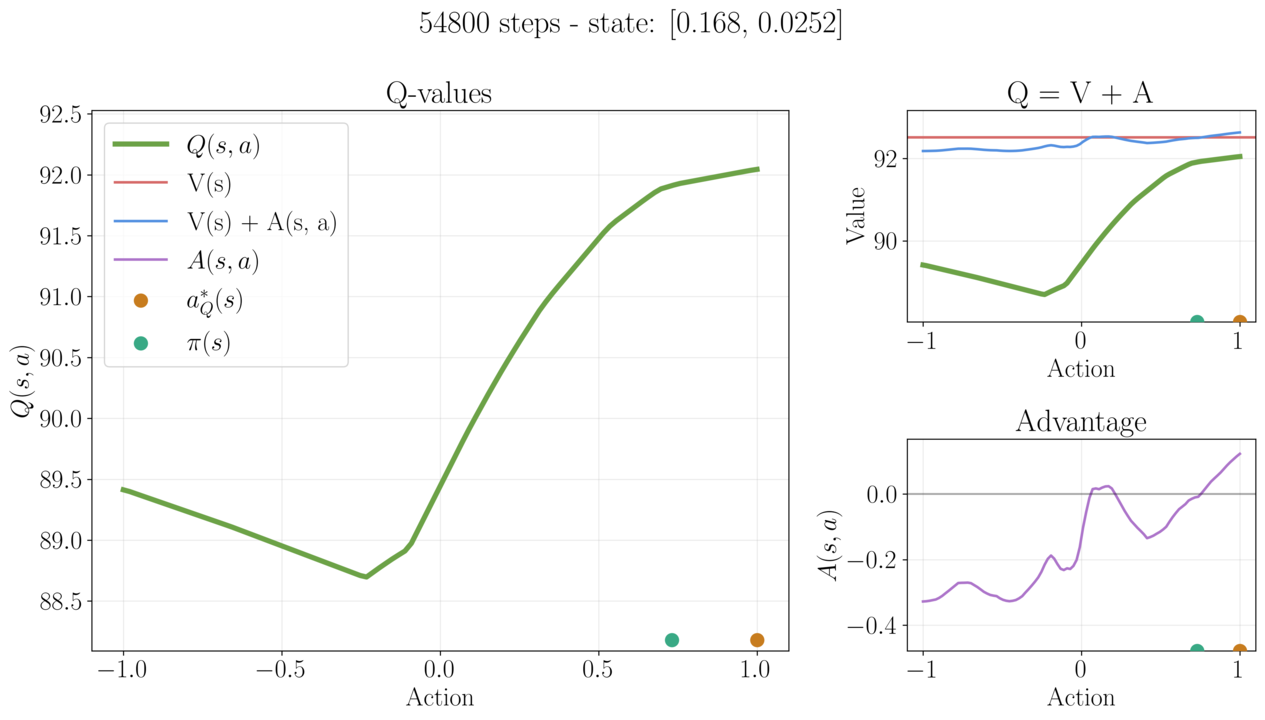 54800 steps - state: [0.168, 0.0252]
Q-values
Q(s, a)
92.5
92.0
91.5
91.0
90.5
90.0
89.5
89.0
88.5
Q(s, a)
V(s)
V(s) + A(s, a)
A(s, a)
a*Q(s)
π(s)
−1.0 −0.5 0.0 0.5 1.0
Action
Q = V + A
Value
92
90
−1 0 1
Action
Advantage
A(s, a)
0.0
−0.2
−0.4
−1 0 1
Action